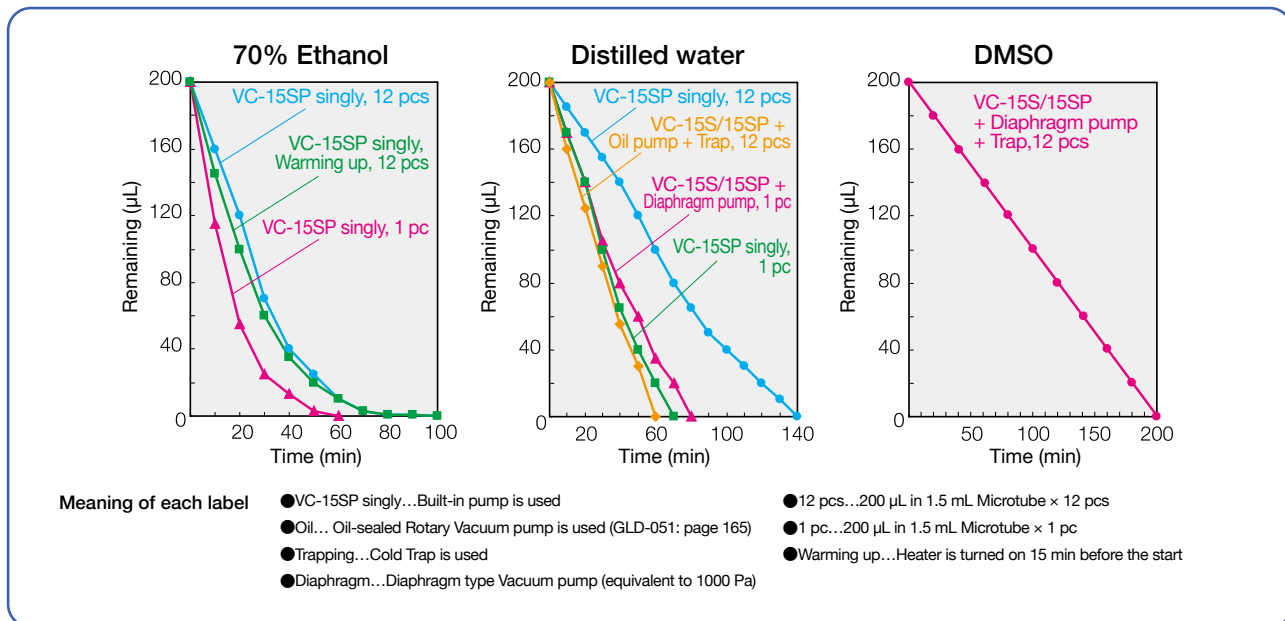 70% Ethanol
200
160
120
80
40
0
Remaining (µL)
VC-15SP singly, 12 pcs
VC-15SP singly,
Warming up, 12 pcs
VC-15SP singly, 1 pc
20
40
60
80
100
Time (min)
Distilled water
200
160
120
80
40
0
Remaining (µL)
VC-15SP singly, 12 pcs
VC-15S/15SP +
Oil pump + Trap, 12 pcs
VC-15S/15SP +
Diaphragm pump, 1 pc
VC-15SP singly,
1 pc
20
60
100
140
Time (min)
DMSO
200
160
120
80
40
0
Remaining (µL)
VC-15S/15SP
+ Diaphragm pump
+ Trap,12 pcs
50
100
150
200
Time (min)
Meaning of each label
●VC-15SP singly…Built-in pump is used
●Oil… Oil-sealed Rotary Vacuum pump is used (GLD-051: page 165)
●Trapping…Cold Trap is used
●Diaphragm…Diaphragm type Vacuum pump (equivalent to 1000 Pa)
●12 pcs…200 µL in 1.5 mL Microtube × 12 pcs
●1 pc…200 µL in 1.5 mL Microtube × 1 pc
●Warming up…Heater is turned on 15 min before the start